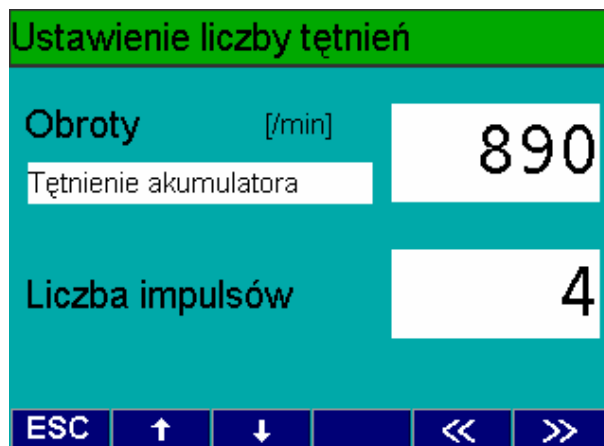 Ustawienie liczby tętnień
Obroty [/min] 890
Tętnienie akumulatora
Liczba impulsów 4
ESC ↑ ↓ << >>